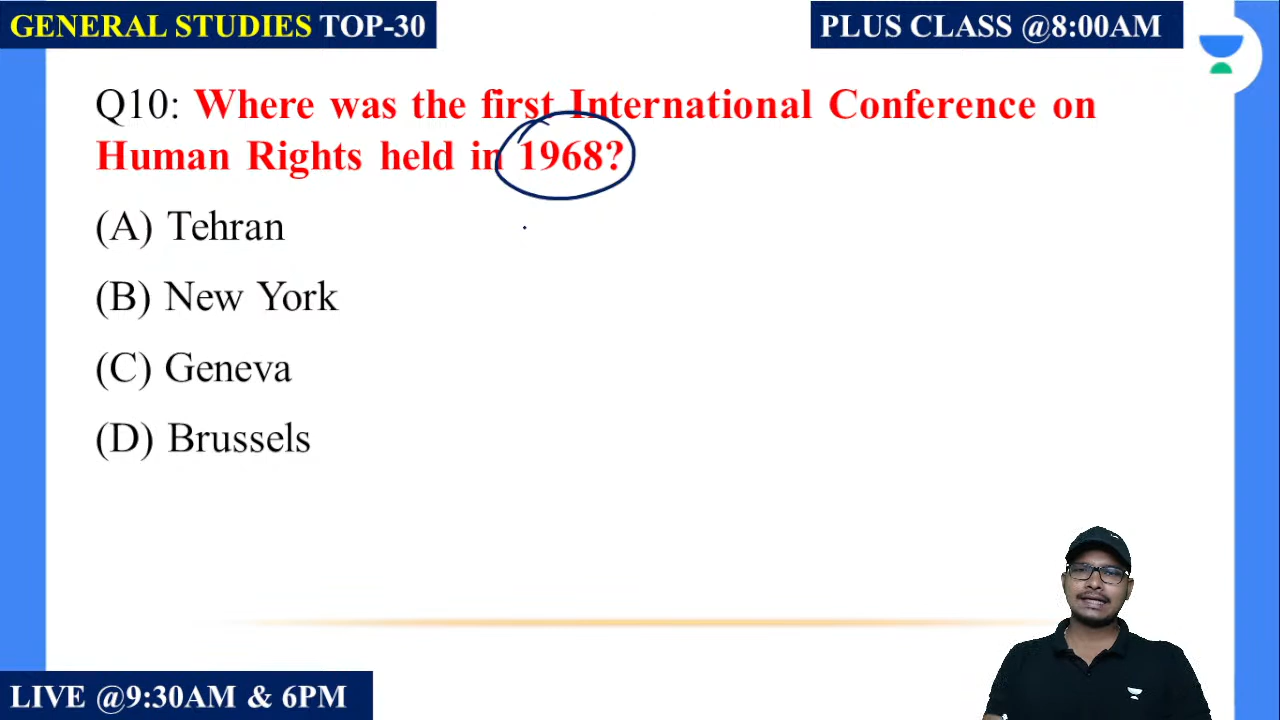 GENERAL STUDIES TOP-30
PLUS CLASS @8:00AM
Q10: Where was the first International Conference on
Human Rights held in 1968?
(A) Tehran
(B) New York
(C) Geneva
(D) Brussels
LIVE @9:30AM & 6PM